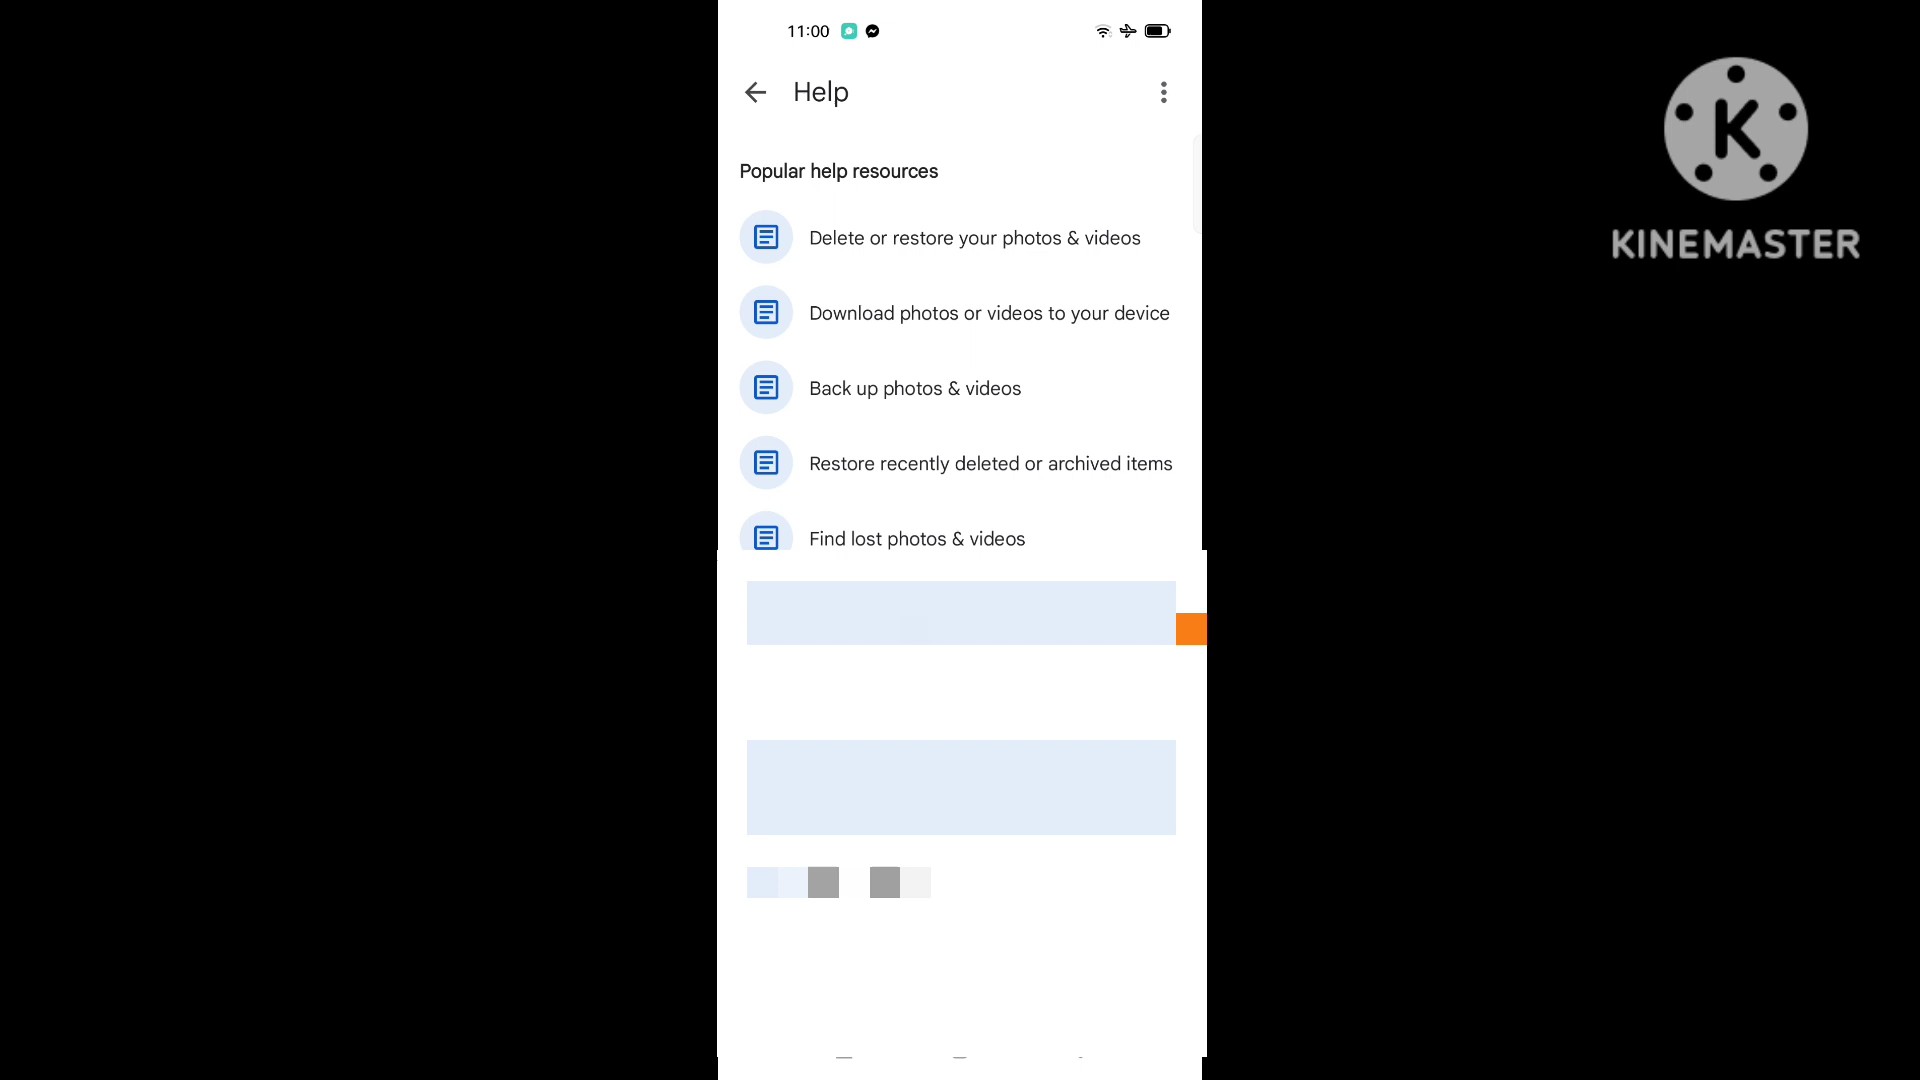 11:00
Help
K
KINEMASTER
Popular help resources
Delete or restore your photos & videos
Download photos or videos to your device
Back up photos & videos
Restore recently deleted or archived items
Find lost photos & videos